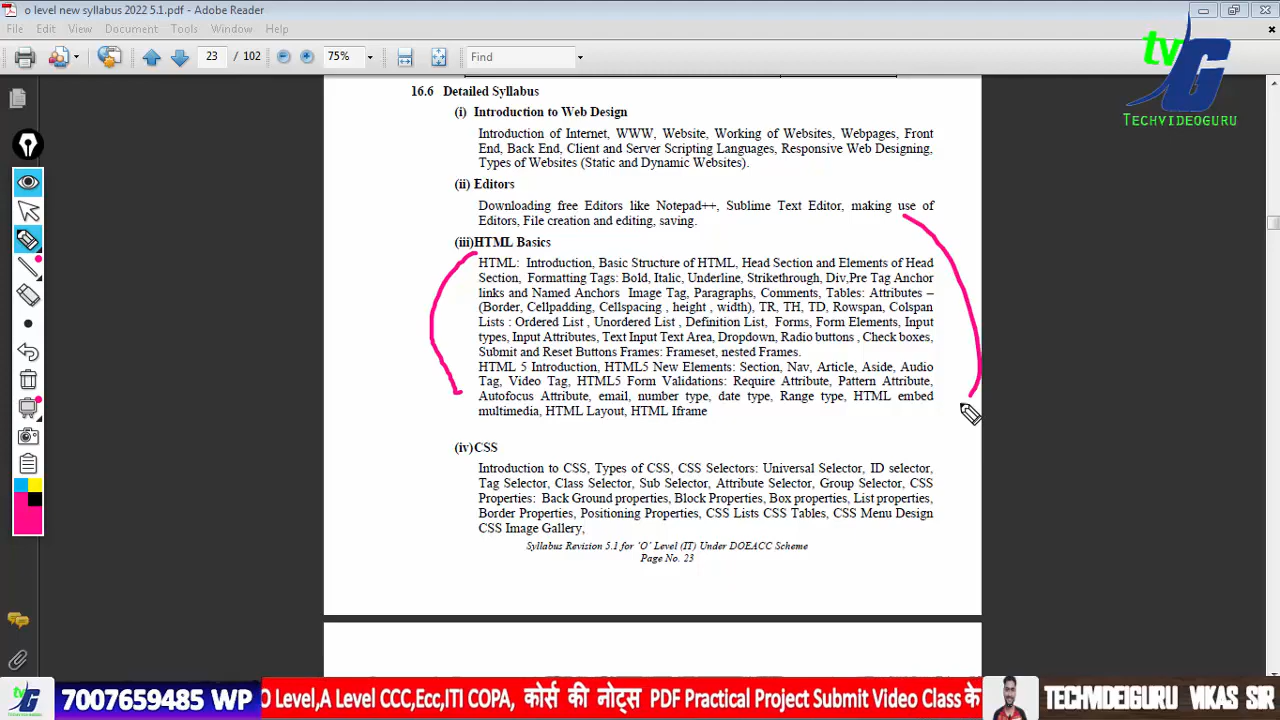 o level new syllabus 2022 5.1.pdf - Adobe Reader
File Edit View Document Tools Window Help
23 / 102 75% Find
tv G
TECHVIDEOGURU
16.6 Detailed Syllabus
(i) Introduction to Web Design
Introduction of Internet, WWW, Website, Working of Websites, Webpages, Front
End, Back End, Client and Server Scripting Languages, Responsive Web Designing,
Types of Websites (Static and Dynamic Websites).
(ii) Editors
Downloading free Editors like Notepad++, Sublime Text Editor, making use of
Editors, File creation and editing, saving.
(iii)HTML Basics
HTML: Introduction, Basic Structure of HTML, Head Section and Elements of Head
Section, Formatting Tags: Bold, Italic, Underline, Strikethrough, Div,Pre Tag Anchor
links and Named Anchors Image Tag, Paragraphs, Comments, Tables: Attributes –
(Border, Cellpadding, Cellspacing , height , width), TR, TH, TD, Rowspan, Colspan
Lists : Ordered List , Unordered List , Definition List, Forms, Form Elements, Input
types, Input Attributes, Text Input Text Area, Dropdown, Radio buttons , Check boxes,
Submit and Reset Buttons Frames: Frameset, nested Frames.
HTML 5 Introduction, HTML5 New Elements: Section, Nav, Article, Aside, Audio
Tag, Video Tag, HTML5 Form Validations: Require Attribute, Pattern Attribute,
Autofocus Attribute, email, number type, date type, Range type, HTML embed
multimedia, HTML Layout, HTML Iframe
(iv)CSS
Introduction to CSS, Types of CSS, CSS Selectors: Universal Selector, ID selector,
Tag Selector, Class Selector, Sub Selector, Attribute Selector, Group Selector, CSS
Properties: Back Ground properties, Block Properties, Box properties, List properties,
Border Properties, Positioning Properties, CSS Lists CSS Tables, CSS Menu Design
CSS Image Gallery,
Syllabus Revision 5.1 for 'O' Level (IT) Under DOEACC Scheme
Page No. 23
tv G 7007659485 WP O Level,A Level CCC,Ecc,ITI COPA, कोर्स की नोट्स PDF Practical Project Submit Video Class के TECHVIDEIGURU VIKAS SIR